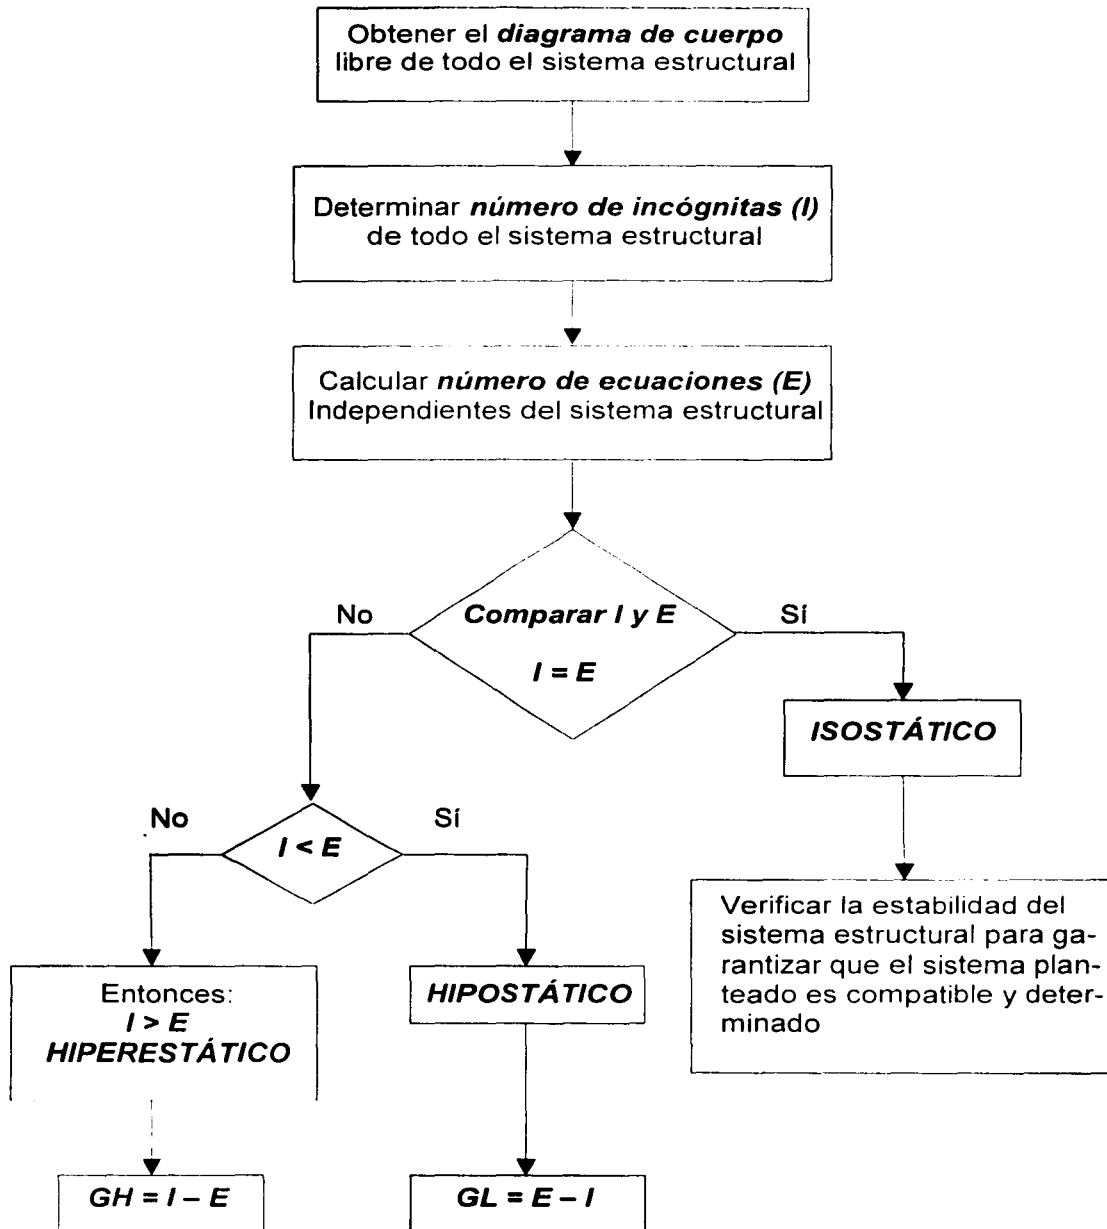 Obtener el diagrama de cuerpo
libre de todo el sistema estructural
Determinar número de incógnitas (I)
de todo el sistema estructural
Calcular número de ecuaciones (E)
Independientes del sistema estructural
No
Comparar I y E
Sí
I = E
ISOSTÁTICO
No
I < E
Sí
Verificar la estabilidad del
sistema estructural para ga-
rantizar que el sistema plan-
teado es compatible y deter-
minado
Entonces:
I > E
HIPERESTÁTICO
HIPOSTÁTICO
GH = I – E
GL = E – I